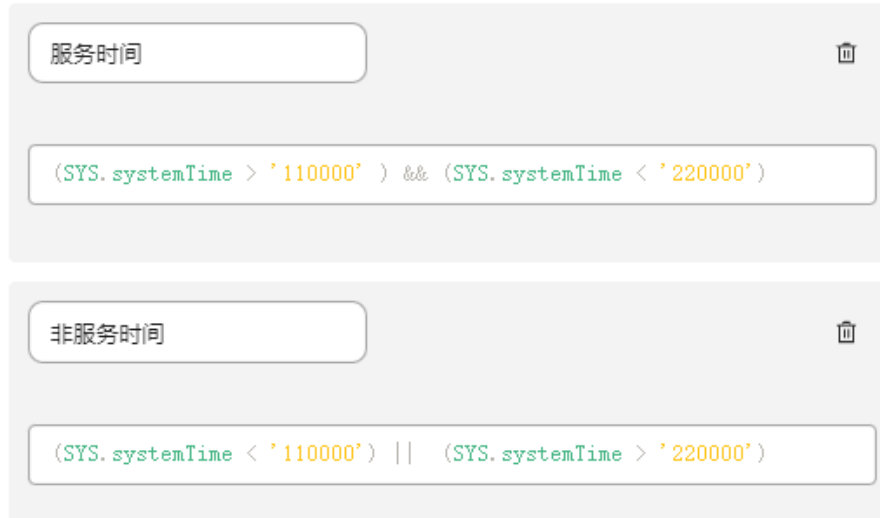 服务时间
(SYS.systemTime > '110000' ) && (SYS.systemTime < '220000')
非服务时间
(SYS.systemTime < '110000') ||  (SYS.systemTime > '220000')